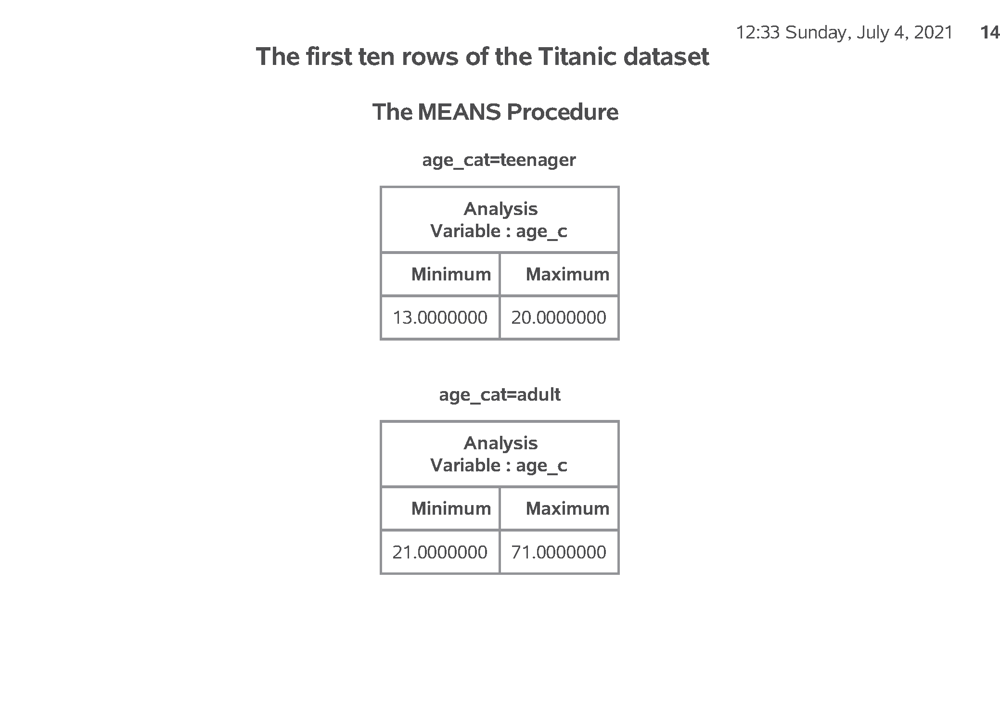 12:33 Sunday, July 4, 2021 14
The first ten rows of the Titanic dataset
The MEANS Procedure
age_cat=teenager
Analysis
Variable : age_c
Minimum Maximum
13.0000000 20.0000000
age_cat=adult
Analysis
Variable : age_c
Minimum Maximum
21.0000000 71.0000000